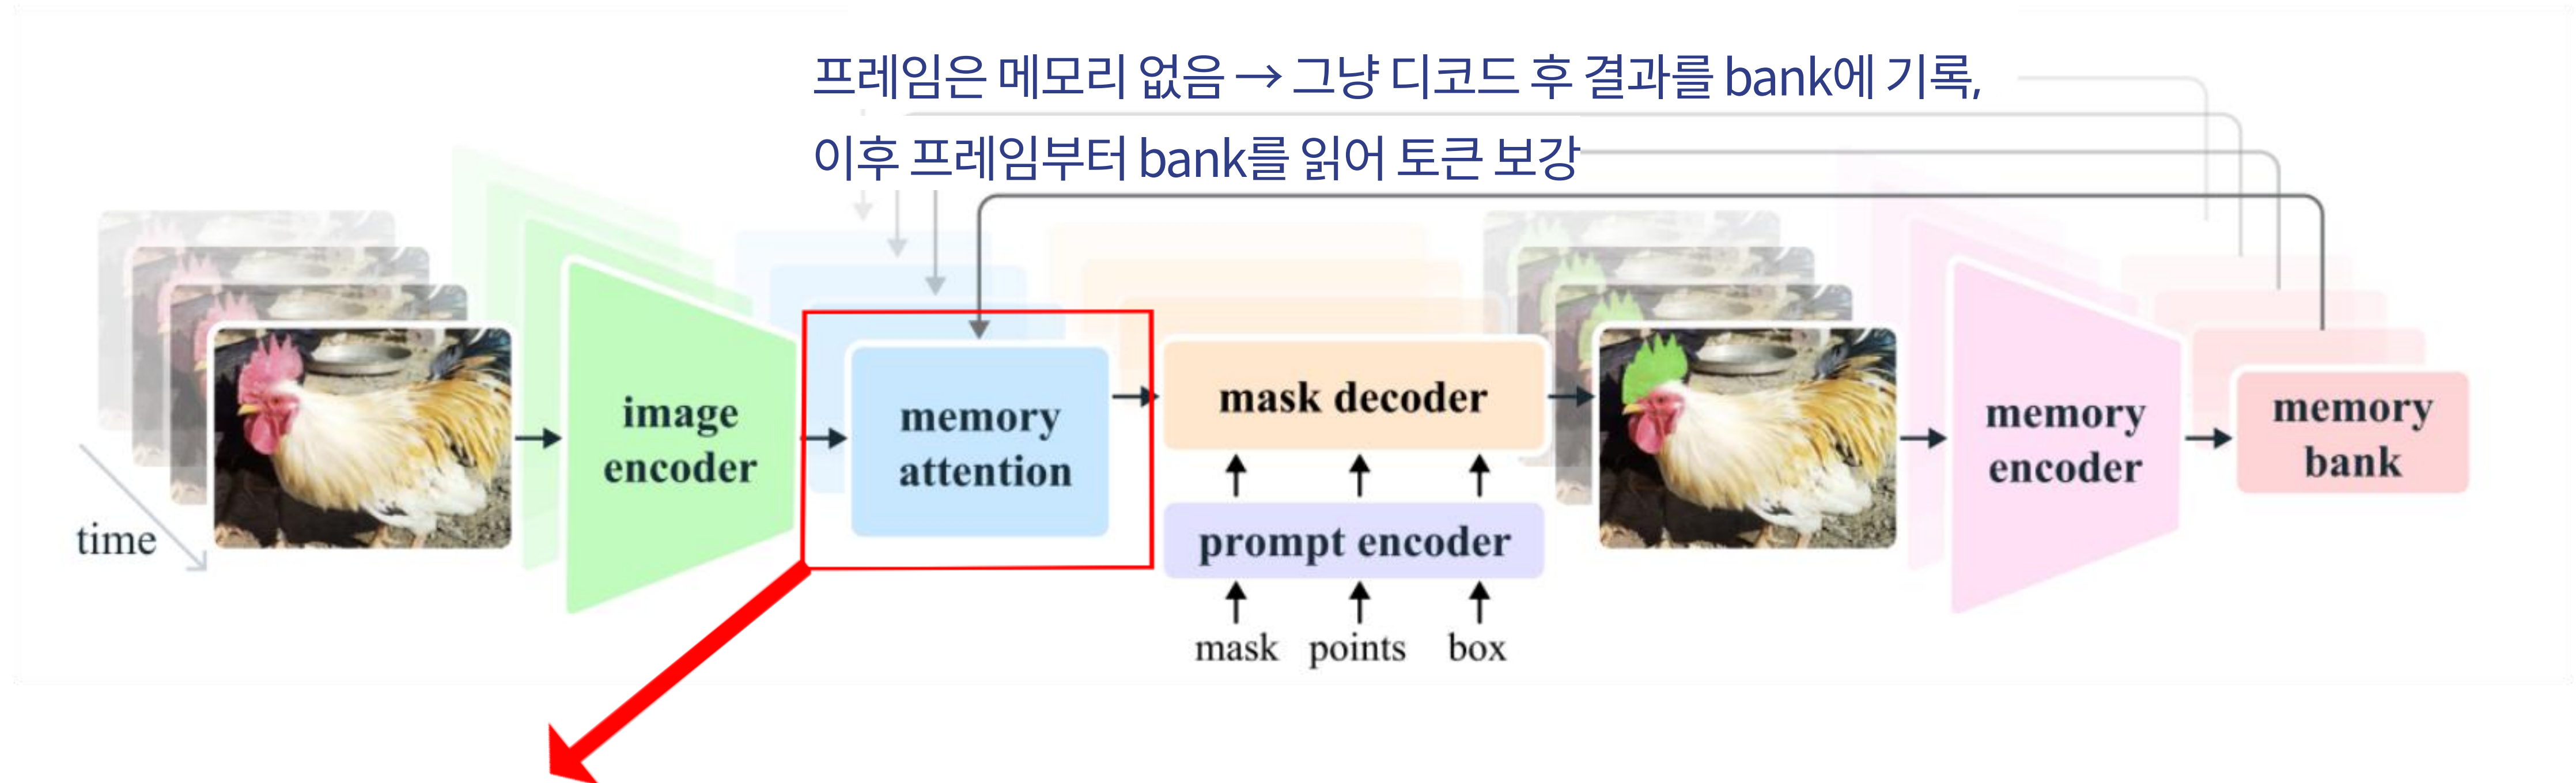 프레임은 메모리 없음 → 그냥 디코드 후 결과를 bank에 기록,
이후 프레임부터 bank를 읽어 토큰 보강
time
image
encoder
memory
attention
mask decoder
prompt encoder
mask points box
memory
encoder
memory
bank